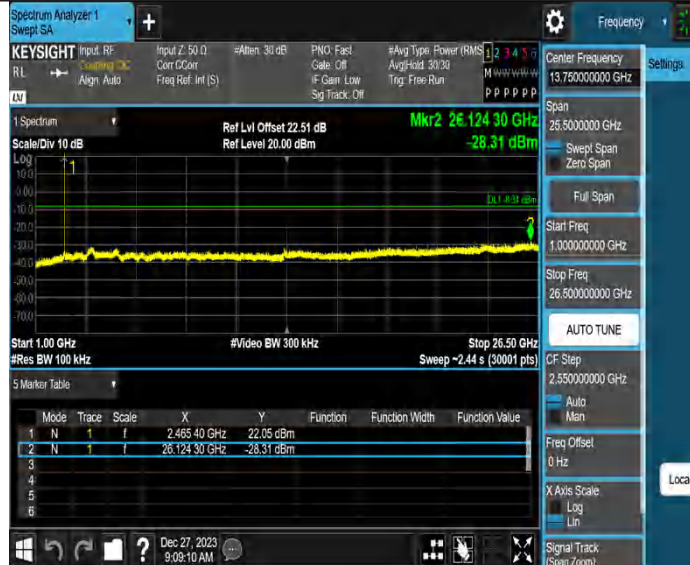 Spectrum Analyzer 1
Swept SA
+
Frequency
KEYSIGHT
RL
Input: RF
Coupling: DC
Align: Auto
Input Z: 50 Ω
Corr CCorr
Freq Ref: Int (S)
#Atten: 30 dB
PNO: Fast
Gate: Off
IF Gain: Low
Sig Track: Off
#Avg Type: Power (RMS
Avg|Hold: 30/30
Trig: Free Run
1 2 3 4 5 6
M W W W W W
P P P P P P
LXI
1 Spectrum
Scale/Div 10 dB
Ref Lvl Offset 22.51 dB
Ref Level 20.00 dBm
Mkr2 26.124 30 GHz
-28.31 dBm
Log
10.0
0.00
-10.0
-20.0
-30.0
-40.0
-50.0
-60.0
-70.0
1
2
Start 1.00 GHz
#Res BW 100 kHz
#Video BW 300 kHz
Stop 26.50 GHz
Sweep ~2.44 s (30001 pts)
5 Marker Table
Mode Trace Scale X Y Function Function Width Function Value
1 N 1 f 2.465 40 GHz 22.05 dBm
2 N 1 f 26.124 30 GHz -28.31 dBm
3
4
5
6
?
Dec 27, 2023
9:09:10 AM
Center Frequency
13.750000000 GHz
Settings
Span
25.5000000 GHz
Swept Span
Zero Span
Full Span
Start Freq
1.000000000 GHz
Stop Freq
26.500000000 GHz
AUTO TUNE
CF Step
2.550000000 GHz
Auto
Man
Freq Offset
0 Hz
X Axis Scale
Log
Lin
Signal Track
(Span Zoom)
Loca